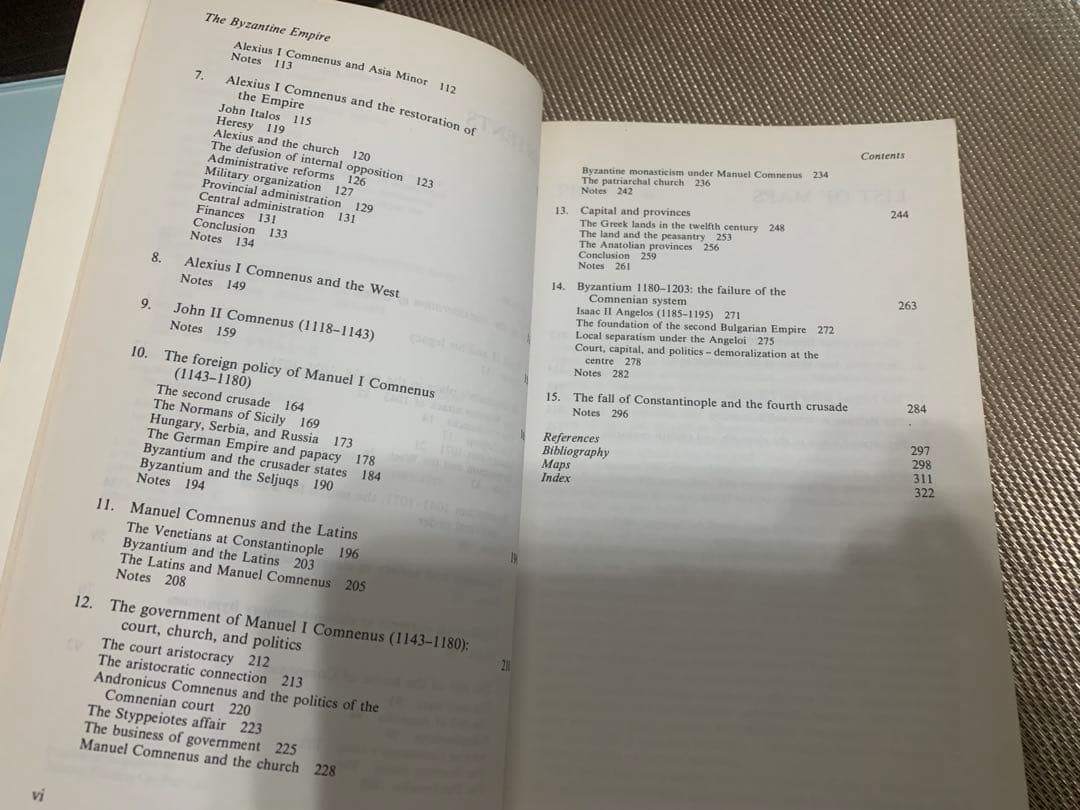 The Byzantine Empire
Alexius I Comnenus and Asia Minor 112
Notes 113
7. Alexius I Comnenus and the restoration of
the Empire
John Italos 115
Heresy 119
Alexius and the church 120
The defusion of internal opposition 123
Administrative reforms 126
Military organization 127
Provincial administration 129
Central administration 131
Finances 131
Conclusion 133
Notes 134
8. Alexius I Comnenus and the West
Notes 149
9. John II Comnenus (1118–1143)
Notes 159
10. The foreign policy of Manuel I Comnenus
(1143–1180)
The second crusade 164
The Normans of Sicily 169
Hungary, Serbia, and Russia 173
The German Empire and papacy 178
Byzantium and the crusader states 184
Byzantium and the Seljuqs 190
Notes 194
11. Manuel Comnenus and the Latins
The Venetians at Constantinople 196
Byzantium and the Latins 203
The Latins and Manuel Comnenus 205
Notes 208
12. The government of Manuel I Comnenus (1143–1180):
court, church, and politics
The court aristocracy 212
The aristocratic connection 213
Andronicus Comnenus and the politics of the
Comnenian court 220
The Styppeiotes affair 223
The business of government 225
Manuel Comnenus and the church 228
vi
Contents
Byzantine monasticism under Manuel Comnenus 234
The patriarchal church 236
Notes 242
13. Capital and provinces 244
The Greek lands in the twelfth century 248
The land and the peasantry 253
The Anatolian provinces 256
Conclusion 259
Notes 261
14. Byzantium 1180–1203: the failure of the
Comnenian system 263
Isaac II Angelos (1185–1195) 271
The foundation of the second Bulgarian Empire 272
Local separatism under the Angeloi 275
Court, capital, and politics – demoralization at the
centre 278
Notes 282
15. The fall of Constantinople and the fourth crusade 284
Notes 296
References 297
Bibliography 298
Maps 311
Index 322